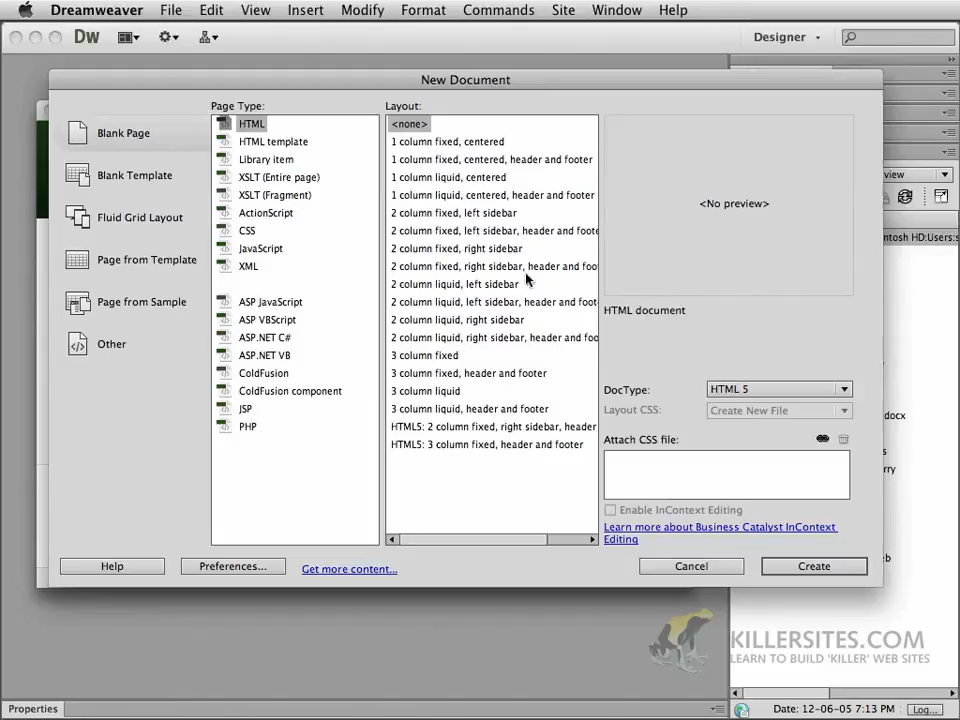 Dreamweaver File Edit View Insert Modify Format Commands Site Window Help
Dw Designer
New Document
Page Type: Layout:
Blank Page
Blank Template
Fluid Grid Layout
Page from Template
Page from Sample
Other
HTML
HTML template
Library item
XSLT (Entire page)
XSLT (Fragment)
ActionScript
CSS
JavaScript
XML
ASP JavaScript
ASP VBScript
ASP.NET C#
ASP.NET VB
ColdFusion
ColdFusion component
JSP
PHP
<none>
1 column fixed, centered
1 column fixed, centered, header and footer
1 column liquid, centered
1 column liquid, centered, header and footer
2 column fixed, left sidebar
2 column fixed, left sidebar, header and foote
2 column fixed, right sidebar
2 column fixed, right sidebar, header and foo
2 column liquid, left sidebar
2 column liquid, left sidebar, header and foot
2 column liquid, right sidebar
2 column liquid, right sidebar, header and foo
3 column fixed
3 column fixed, header and footer
3 column liquid
3 column liquid, header and footer
HTML5: 2 column fixed, right sidebar, header
HTML5: 3 column fixed, header and footer
<No preview>
HTML document
DocType: HTML 5
Layout CSS: Create New File
Attach CSS file:
Enable InContext Editing
Learn more about Business Catalyst InContext
Editing
Help Preferences... Get more content... Cancel Create
view
ntosh HD:Users:s
docx
s
rry
eb
KILLERSITES.COM
LEARN TO BUILD 'KILLER' WEB SITES
Properties
Date: 12-06-05 7:13 PM Log...